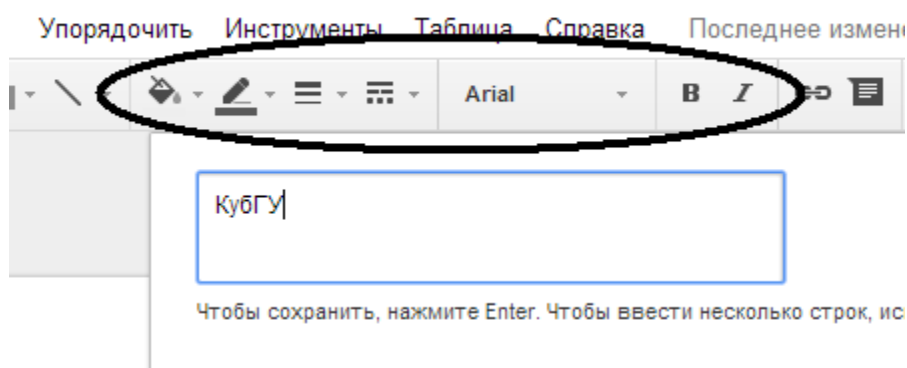 Упорядочить Инструменты Таблица Справка Последнее измен
Arial B I
КубГУ
Чтобы сохранить, нажмите Enter. Чтобы ввести несколько строк, ис